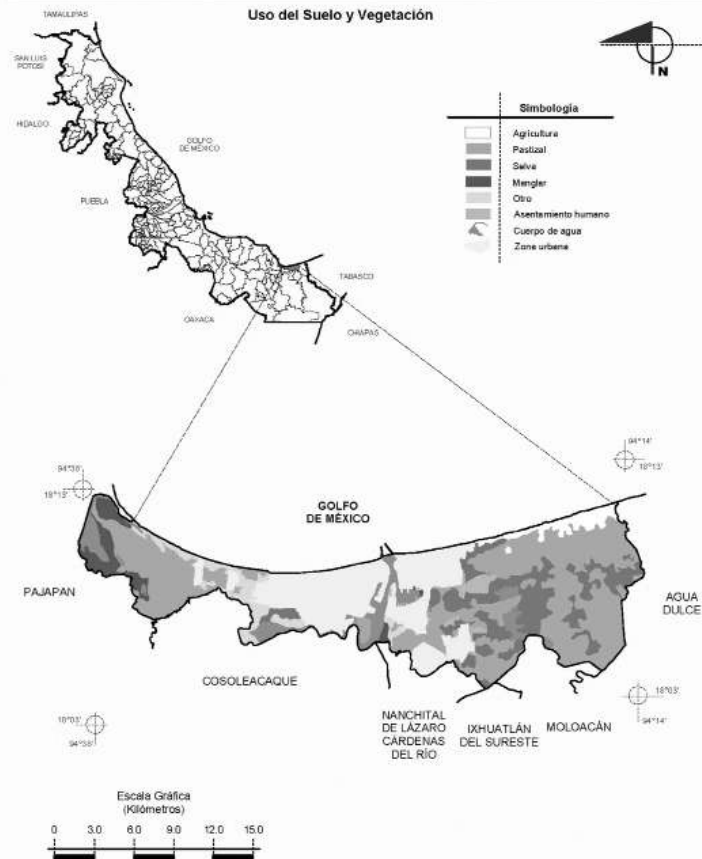 Uso del Suelo y Vegetación
TAMAULIPAS
SAN LUIS
POTOSÍ
HIDALGO
GOLFO
DE MÉXICO
PUEBLA
TABASCO
OAXACA
CHIAPAS
N
Simbología
Agricultura
Pastizal
Selva
Manglar
Otro
Asentamiento humano
Cuerpo de agua
Zona urbana
94°14'
18°13'
94°38'
18°13'
GOLFO
DE MÉXICO
PAJAPAN
AGUA
DULCE
COSOLEACAQUE
NANCHITAL
DE LÁZARO
CÁRDENAS
DEL RÍO
IXHUATLÁN
DEL SURESTE
MOLOACÁN
18°03'
94°38'
18°03'
94°14'
Escala Gráfica
(Kilómetros)
0 3.0 6.0 9.0 12.0 15.0